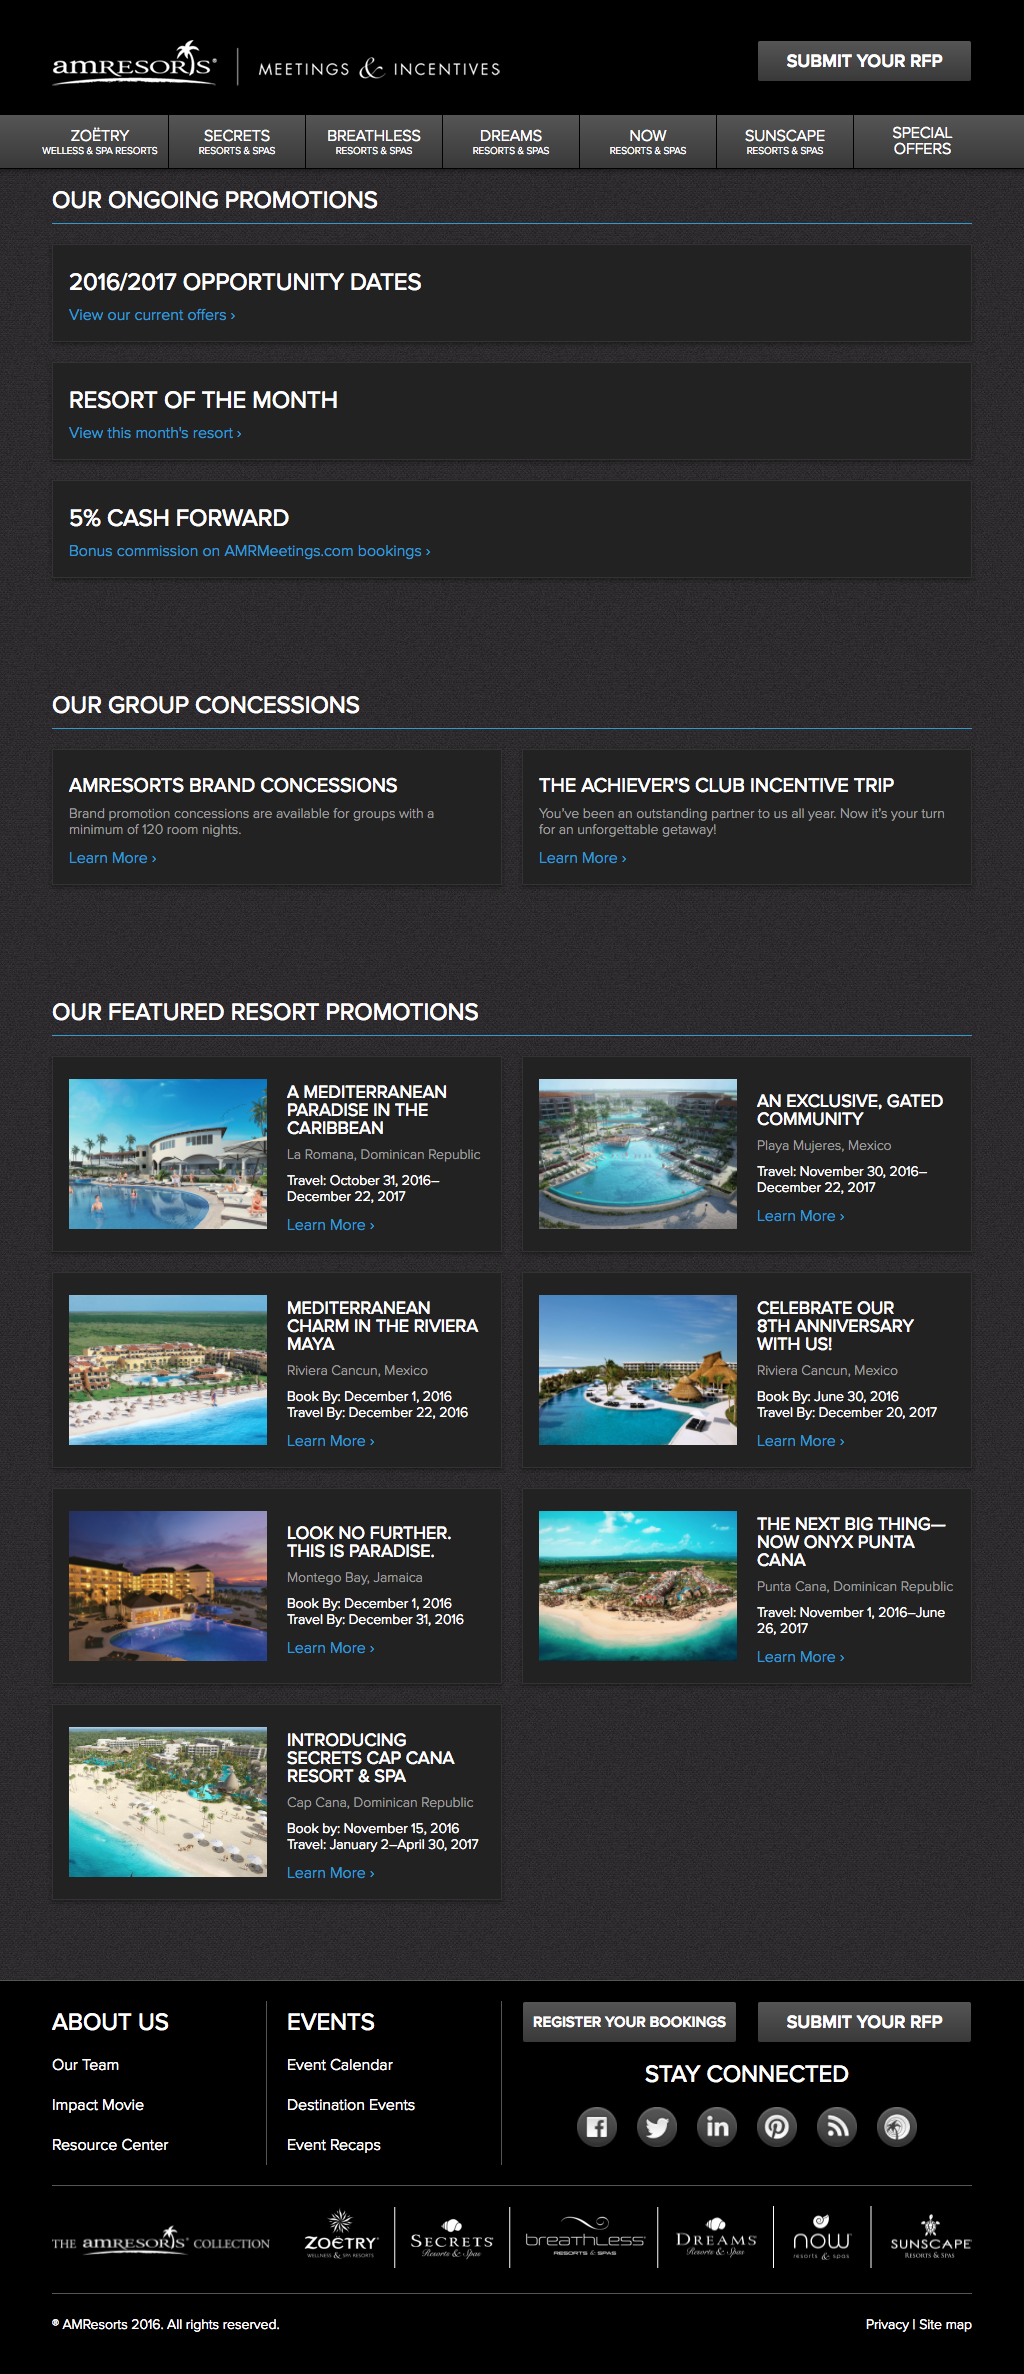 amRESORTS®
MEETINGS & INCENTIVES
SUBMIT YOUR RFP
ZOËTRY
WELLESS & SPA RESORTS
SECRETS
RESORTS & SPAS
BREATHLESS
RESORTS & SPAS
DREAMS
RESORTS & SPAS
NOW
RESORTS & SPAS
SUNSCAPE
RESORTS & SPAS
SPECIAL
OFFERS
OUR ONGOING PROMOTIONS
2016/2017 OPPORTUNITY DATES
View our current offers ›
RESORT OF THE MONTH
View this month's resort ›
5% CASH FORWARD
Bonus commission on AMRMeetings.com bookings ›
OUR GROUP CONCESSIONS
AMRESORTS BRAND CONCESSIONS
Brand promotion concessions are available for groups with a
minimum of 120 room nights.
Learn More ›
THE ACHIEVER'S CLUB INCENTIVE TRIP
You've been an outstanding partner to us all year. Now it's your turn
for an unforgettable getaway!
Learn More ›
OUR FEATURED RESORT PROMOTIONS
A MEDITERRANEAN
PARADISE IN THE
CARIBBEAN
La Romana, Dominican Republic
Travel: October 31, 2016–
December 22, 2017
Learn More ›
AN EXCLUSIVE, GATED
COMMUNITY
Playa Mujeres, Mexico
Travel: November 30, 2016–
December 22, 2017
Learn More ›
MEDITERRANEAN
CHARM IN THE RIVIERA
MAYA
Riviera Cancun, Mexico
Book By: December 1, 2016
Travel By: December 22, 2016
Learn More ›
CELEBRATE OUR
8TH ANNIVERSARY
WITH US!
Riviera Cancun, Mexico
Book By: June 30, 2016
Travel By: December 20, 2017
Learn More ›
LOOK NO FURTHER.
THIS IS PARADISE.
Montego Bay, Jamaica
Book By: December 1, 2016
Travel By: December 31, 2016
Learn More ›
THE NEXT BIG THING—
NOW ONYX PUNTA
CANA
Punta Cana, Dominican Republic
Travel: November 1, 2016–June
26, 2017
Learn More ›
INTRODUCING
SECRETS CAP CANA
RESORT & SPA
Cap Cana, Dominican Republic
Book by: November 15, 2016
Travel: January 2–April 30, 2017
Learn More ›
ABOUT US
Our Team
Impact Movie
Resource Center
EVENTS
Event Calendar
Destination Events
Event Recaps
REGISTER YOUR BOOKINGS
SUBMIT YOUR RFP
STAY CONNECTED
THE amRESORTS® COLLECTION
ZOËTRY®
WELLNESS & SPA RESORTS
SECRETS®
Resorts & Spas
breathless®
RESORTS & SPAS
DREAMS®
Resorts & Spas
now®
resorts & spas
SUNSCAPE®
RESORTS & SPAS
® AMResorts 2016. All rights reserved.
Privacy | Site map